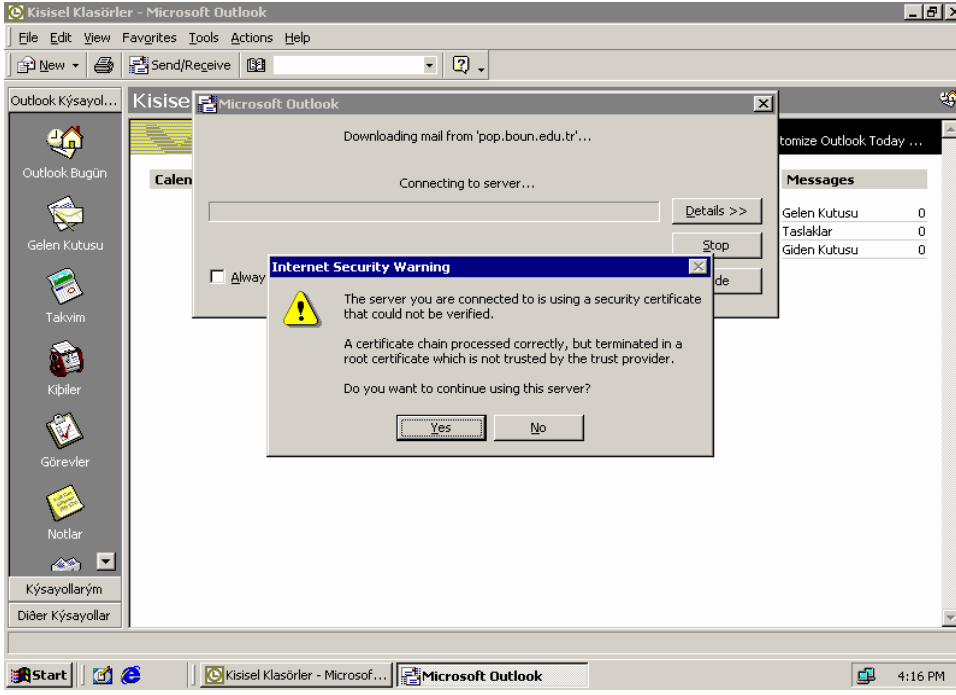 Kisisel Klasörler - Microsoft Outlook
File Edit View Favorites Tools Actions Help
New Send/Receive
Outlook Kýsayol... Kisise
Microsoft Outlook
Downloading mail from 'pop.boun.edu.tr'...
tomize Outlook Today ...
Connecting to server...
Details >>
Stop
de
Alway
Calen
Messages
Gelen Kutusu 0
Taslaklar 0
Giden Kutusu 0
Internet Security Warning
The server you are connected to is using a security certificate
that could not be verified.
A certificate chain processed correctly, but terminated in a
root certificate which is not trusted by the trust provider.
Do you want to continue using this server?
Yes No
Outlook Bugün
Gelen Kutusu
Takvim
Kiþiler
Görevler
Notlar
Kýsayollarým
Diðer Kýsayollar
Start Kisisel Klasörler - Microsof... Microsoft Outlook 4:16 PM